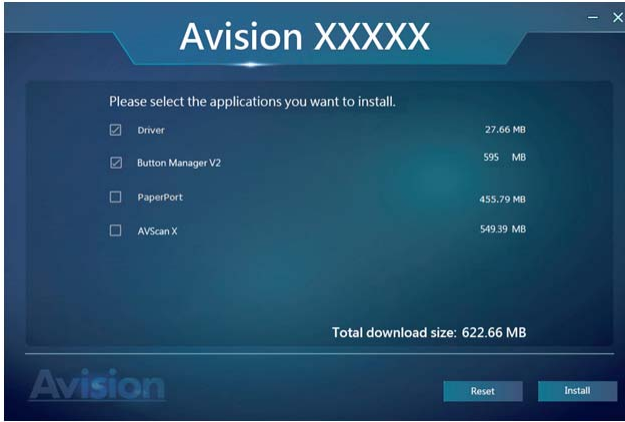 Avision XXXXX
Please select the applications you want to install.
Driver 27.66 MB
Button Manager V2 595 MB
PaperPort 455.79 MB
AVScan X 549.39 MB
Total download size: 622.66 MB
Avision
Reset Install